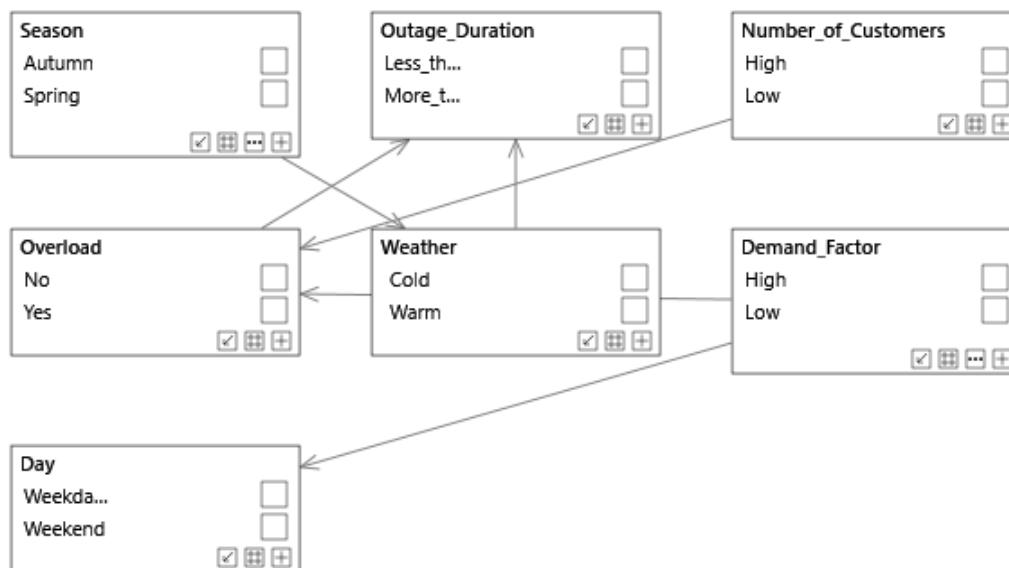 Season
Autumn
Spring
Outage_Duration
Less_th...
More_t...
Number_of_Customers
High
Low
Overload
No
Yes
Weather
Cold
Warm
Demand_Factor
High
Low
Day
Weekda...
Weekend